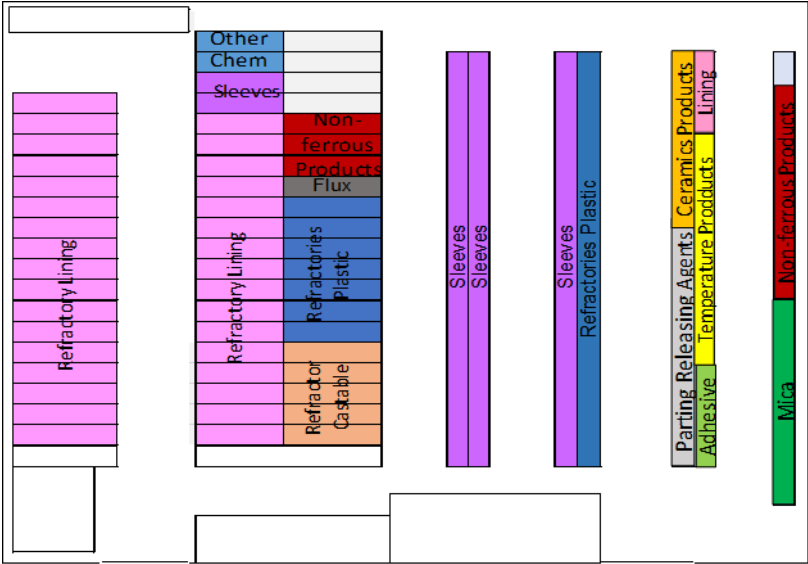 Other
Chem
Sleeves
Non-
ferrous
Products
Flux
Refractory Lining
Refractory Lining
Refractories
Plastic
Refractor
Castable
Sleeves
Sleeves
Sleeves
Refractories Plastic
Ceramics Products
Parting Releasing Agents
Lining
Temperature Prodducts
Adhesive
Non-ferrous Products
Mica